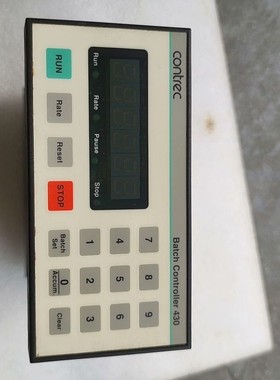 contrec
Batch Controller 430
Run Rate Pause Stop
RUN Rate Reset STOP
7 8 9
4 5 6
1 2 3
Batch Set 0 Accum. Clear